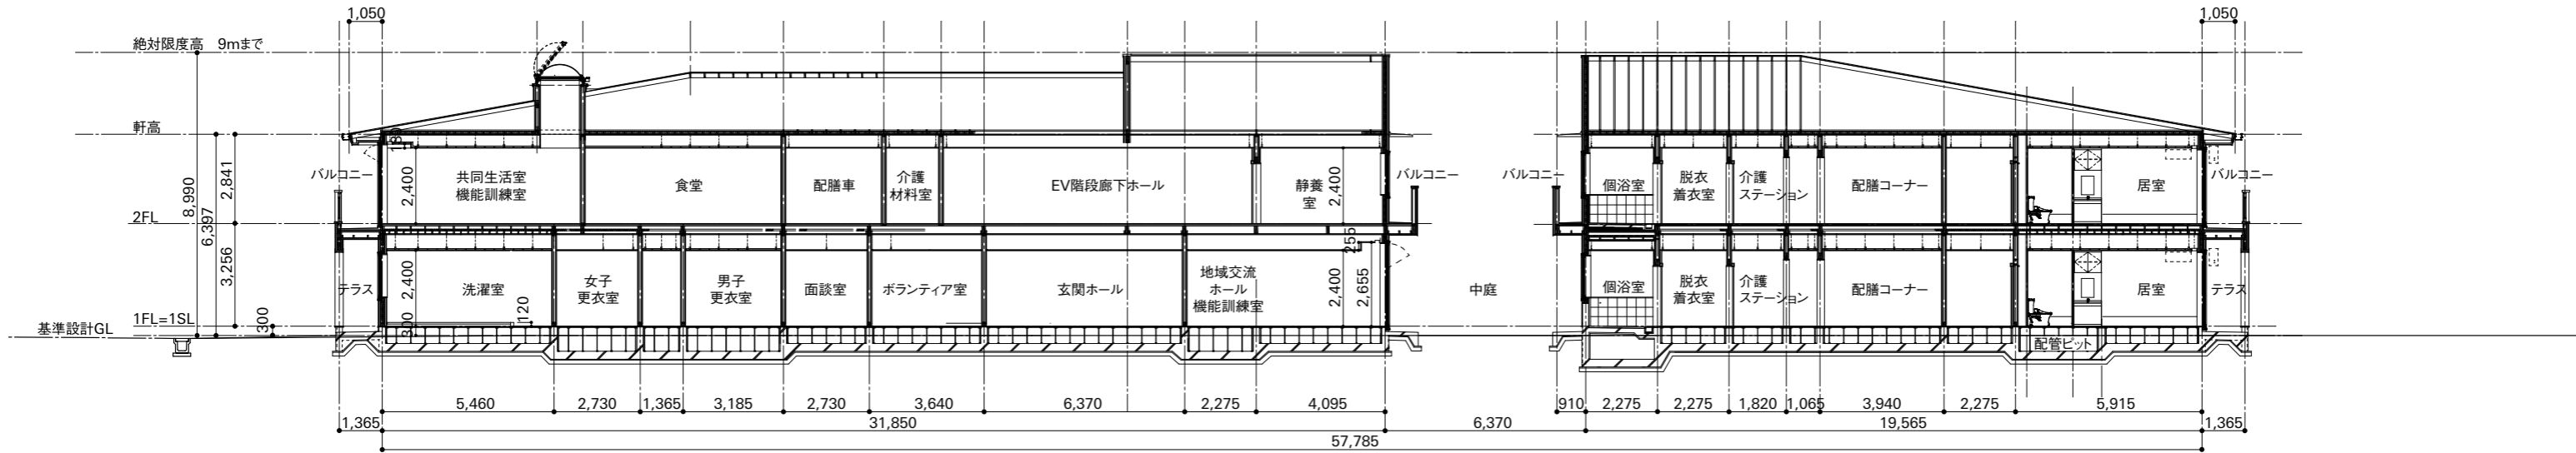 1,050
1,050
絶対限度高 9mまで
軒高
180
バルコニー
2,400
共同生活室
機能訓練室
食堂
配膳車
介護
材料室
EV階段廊下ホール
静養
室
2,400
バルコニー
バルコニー
個浴室
脱衣
着衣室
介護
ステーション
配膳コーナー
居室
バルコニー
8,990
6,397
2,841
2FL
3,256
255
テラス
2,400
洗濯室
120
女子
更衣室
男子
更衣室
面談室
ボランティア室
玄関ホール
地域交流
ホール
機能訓練室
2,400
2,655
中庭
個浴室
脱衣
着衣室
介護
ステーション
配膳コーナー
居室
テラス
1FL=1SL
300
300
基準設計GL
配管ピット
5,460
2,730
1,365
3,185
2,730
3,640
6,370
2,275
4,095
910
2,275
2,275
1,820
1,065
3,940
2,275
5,915
1,365
31,850
6,370
19,565
1,365
57,785